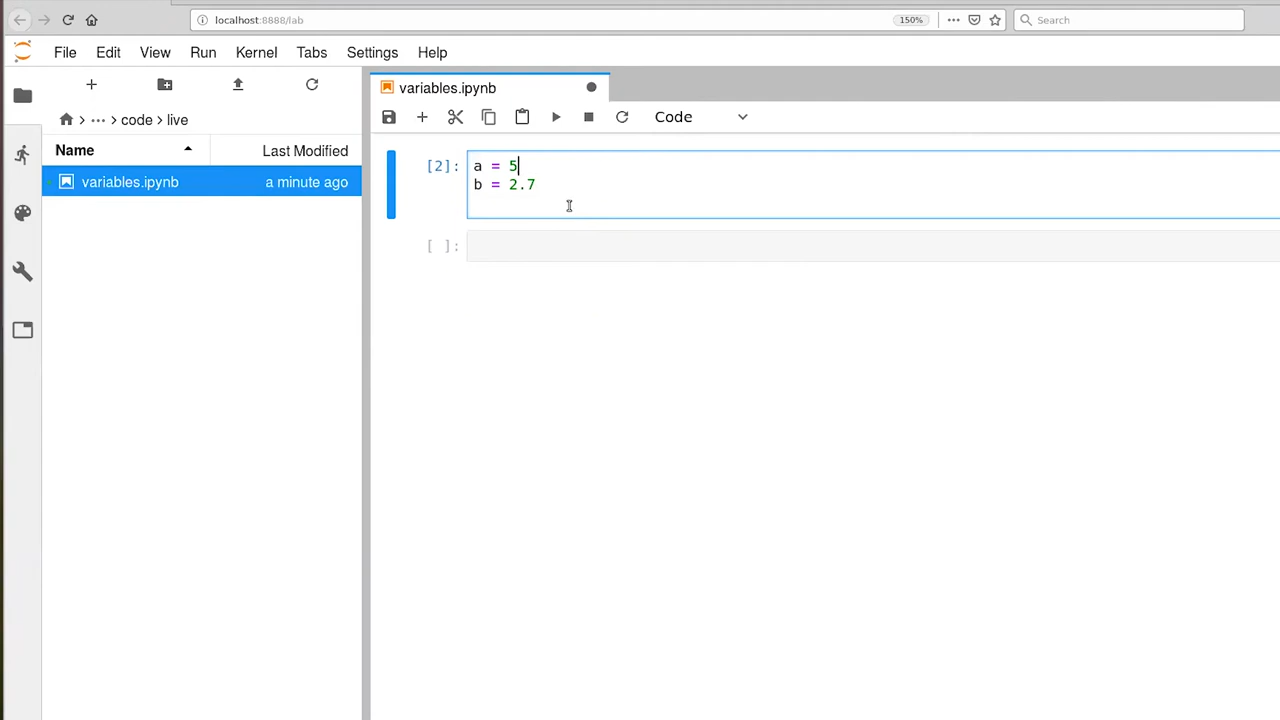 localhost:8888/lab
150%
Search
File Edit View Run Kernel Tabs Settings Help
variables.ipynb
code live
Code
Name Last Modified
variables.ipynb a minute ago
[2]: a = 5
b = 2.7
[ ]: